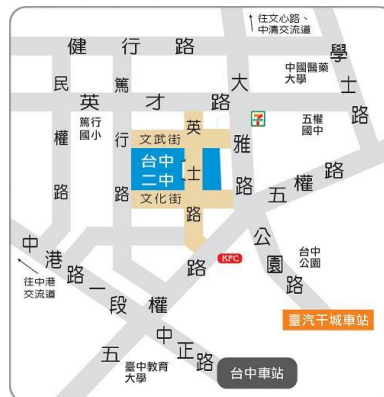 往文心路、
中清交流道
健行路
學士路
中國醫藥
大學
民權路
篤行路
英才路
大雅路
篤行
國小
英士路
7
五權
國中
文武街
台中
二中
文化街
五權路
公園路
台中
公園
KFC
中港路一段
往中港
交流道
臺汽干城車站
中正路
臺中教育
大學
台中車站